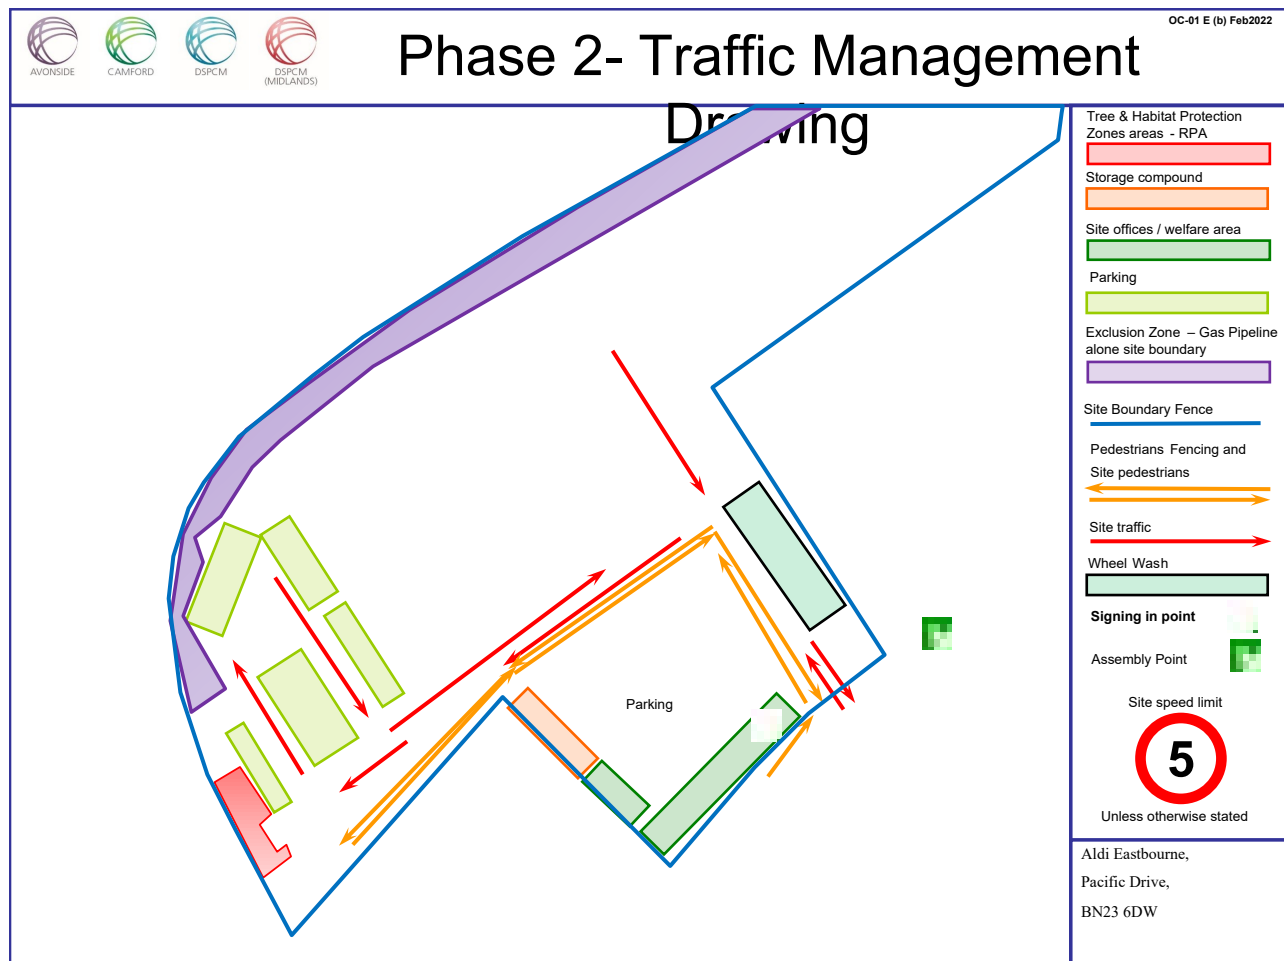 OC-01 E (b) Feb2022
AVONSIDE
CAMFORD
DSPCM
DSPCM
(MIDLANDS)
Phase 2- Traffic Management
Drawing
Tree & Habitat Protection
Zones areas - RPA
Storage compound
Site offices / welfare area
Parking
Exclusion Zone – Gas Pipeline
alone site boundary
Site Boundary Fence
Pedestrians Fencing and
Site pedestrians
Site traffic
Wheel Wash
Signing in point
Assembly Point
Site speed limit
5
Unless otherwise stated
Parking
Aldi Eastbourne,
Pacific Drive,
BN23 6DW